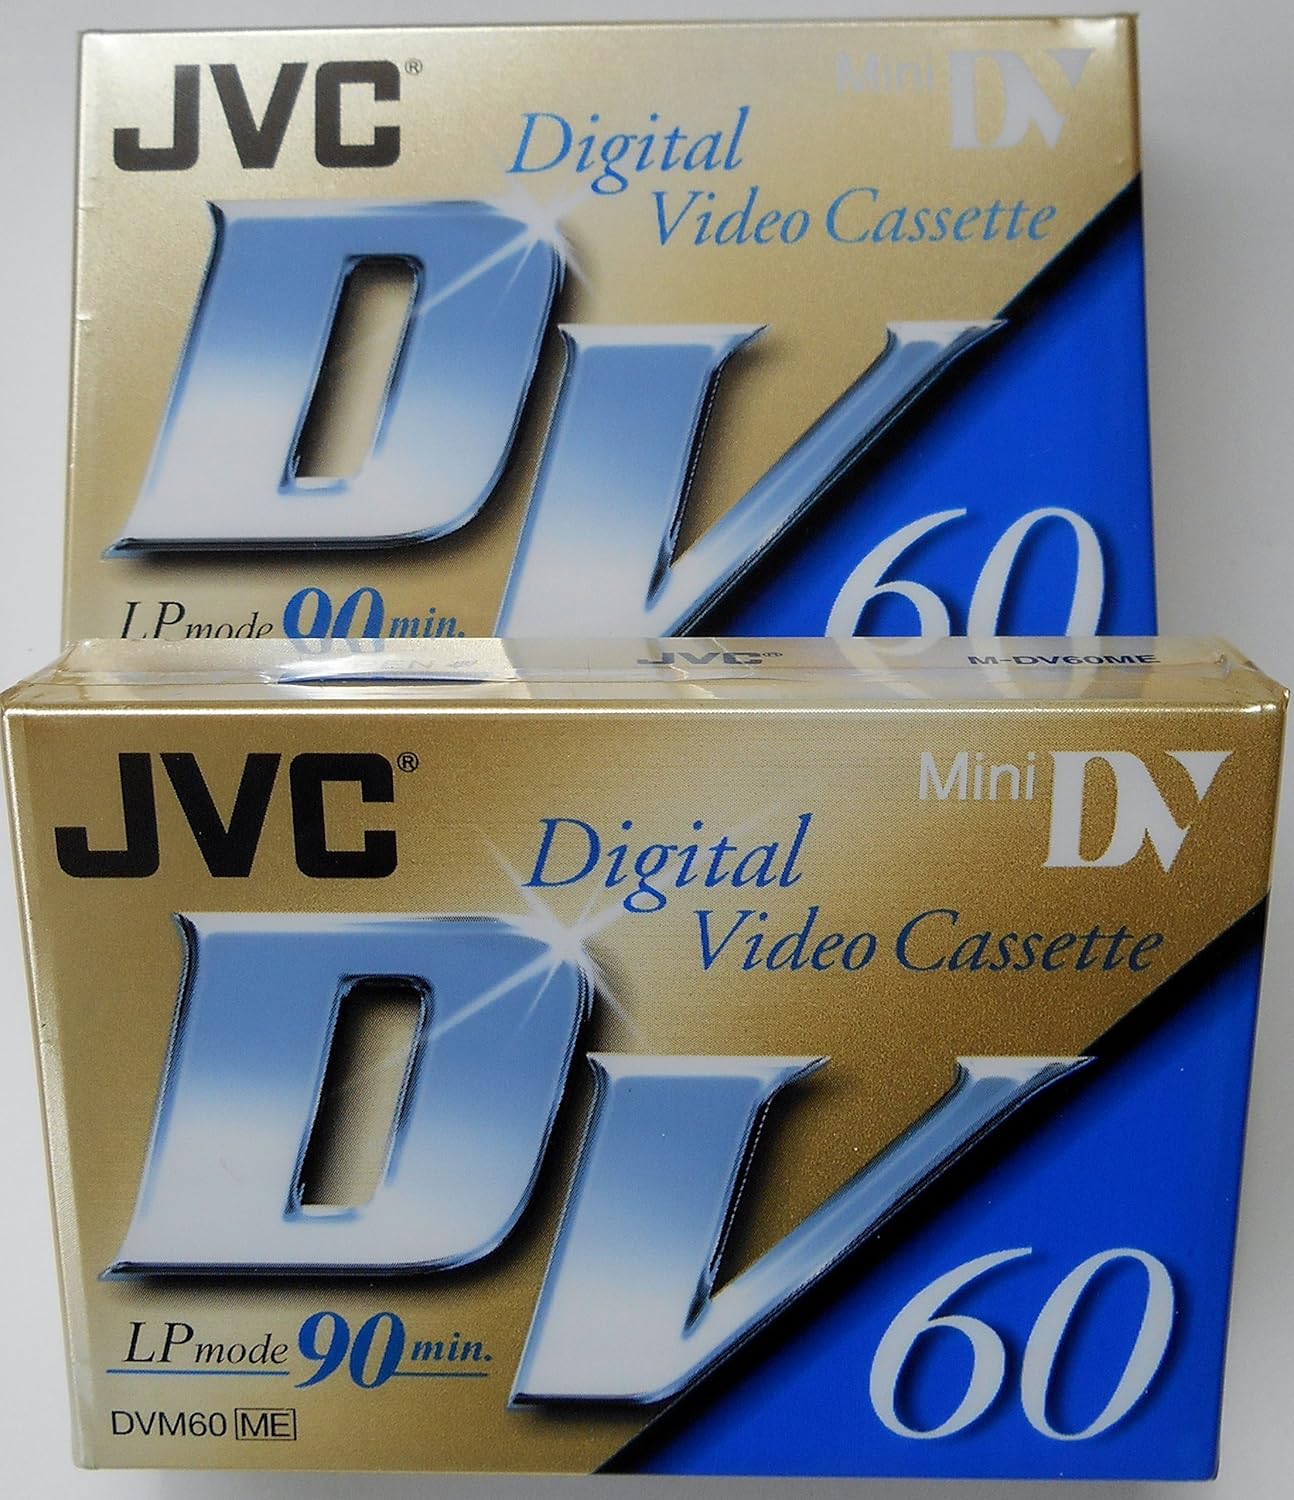 JVC®
Mini DV
Digital
Video Cassette
DV
LP mode 90 min.
60
JVC® M-DV60ME
JVC®
Mini DV
Digital
Video Cassette
DV
LP mode 90 min.
60
DVM60 ME